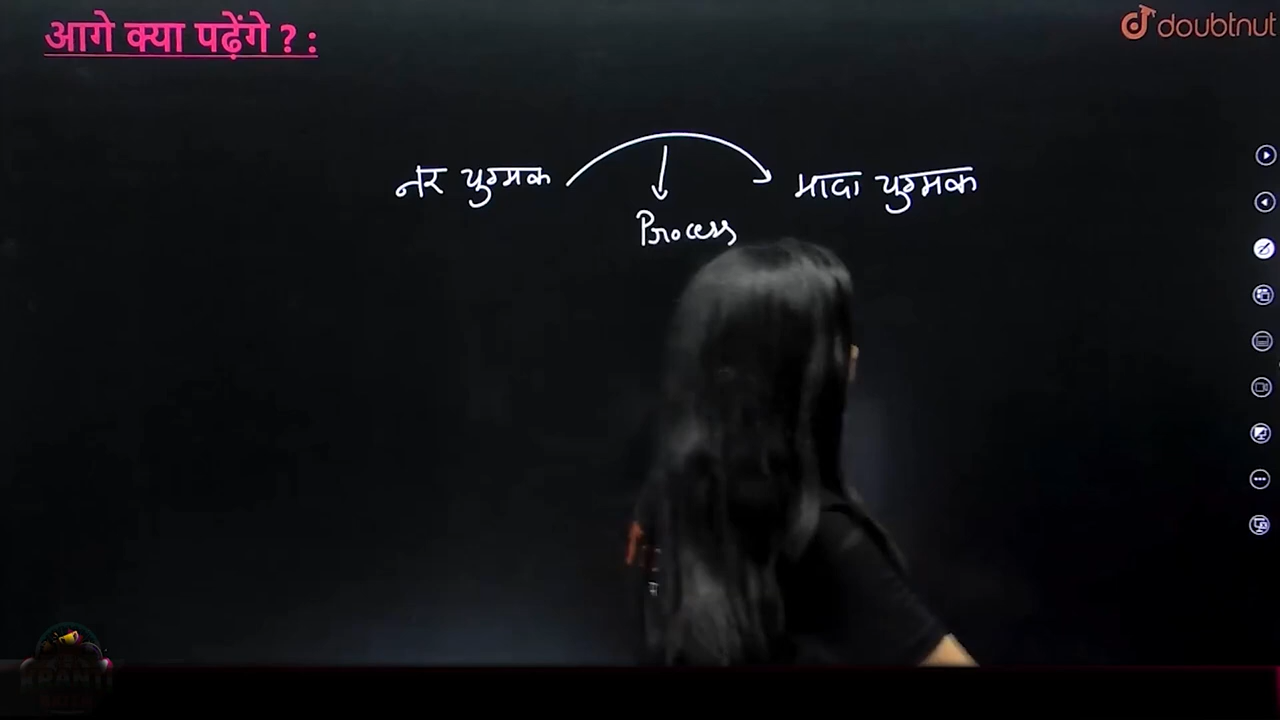 आगे क्या पढ़ेंगे ? :
doubtnut
नर युग्मक
मादा युग्मक
Process